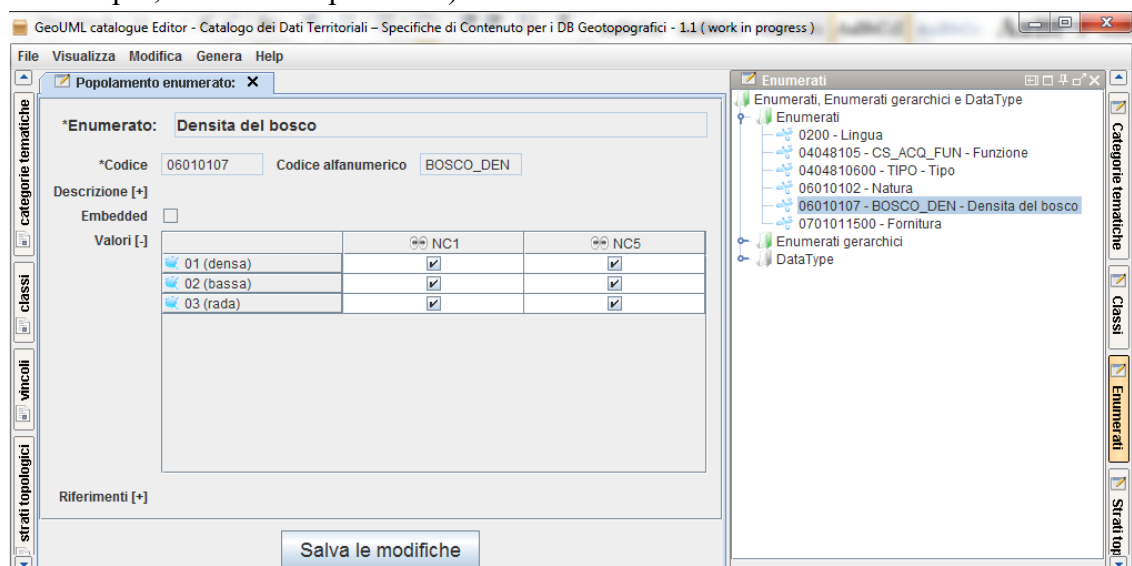 GeoUML catalogue Editor - Catalogo dei Dati Territoriali – Specifiche di Contenuto per i DB Geotopografici - 1.1 ( work in progress )
File Visualizza Modifica Genera Help
Popolamento enumerato:
*Enumerato: Densita del bosco
*Codice 06010107 Codice alfanumerico BOSCO_DEN
Descrizione [+]
Embedded
Valori [-] NC1 NC5
01 (densa)
02 (bassa)
03 (rada)
Riferimenti [+]
Salva le modifiche
categorie tematiche
classi
vincoli
strati topologici
Enumerati
Enumerati, Enumerati gerarchici e DataType
Enumerati
0200 - Lingua
04048105 - CS_ACQ_FUN - Funzione
0404810600 - TIPO - Tipo
06010102 - Natura
06010107 - BOSCO_DEN - Densita del bosco
0701011500 - Fornitura
Enumerati gerarchici
DataType
Categorie tematiche
Classi
Enumerati
Strati top